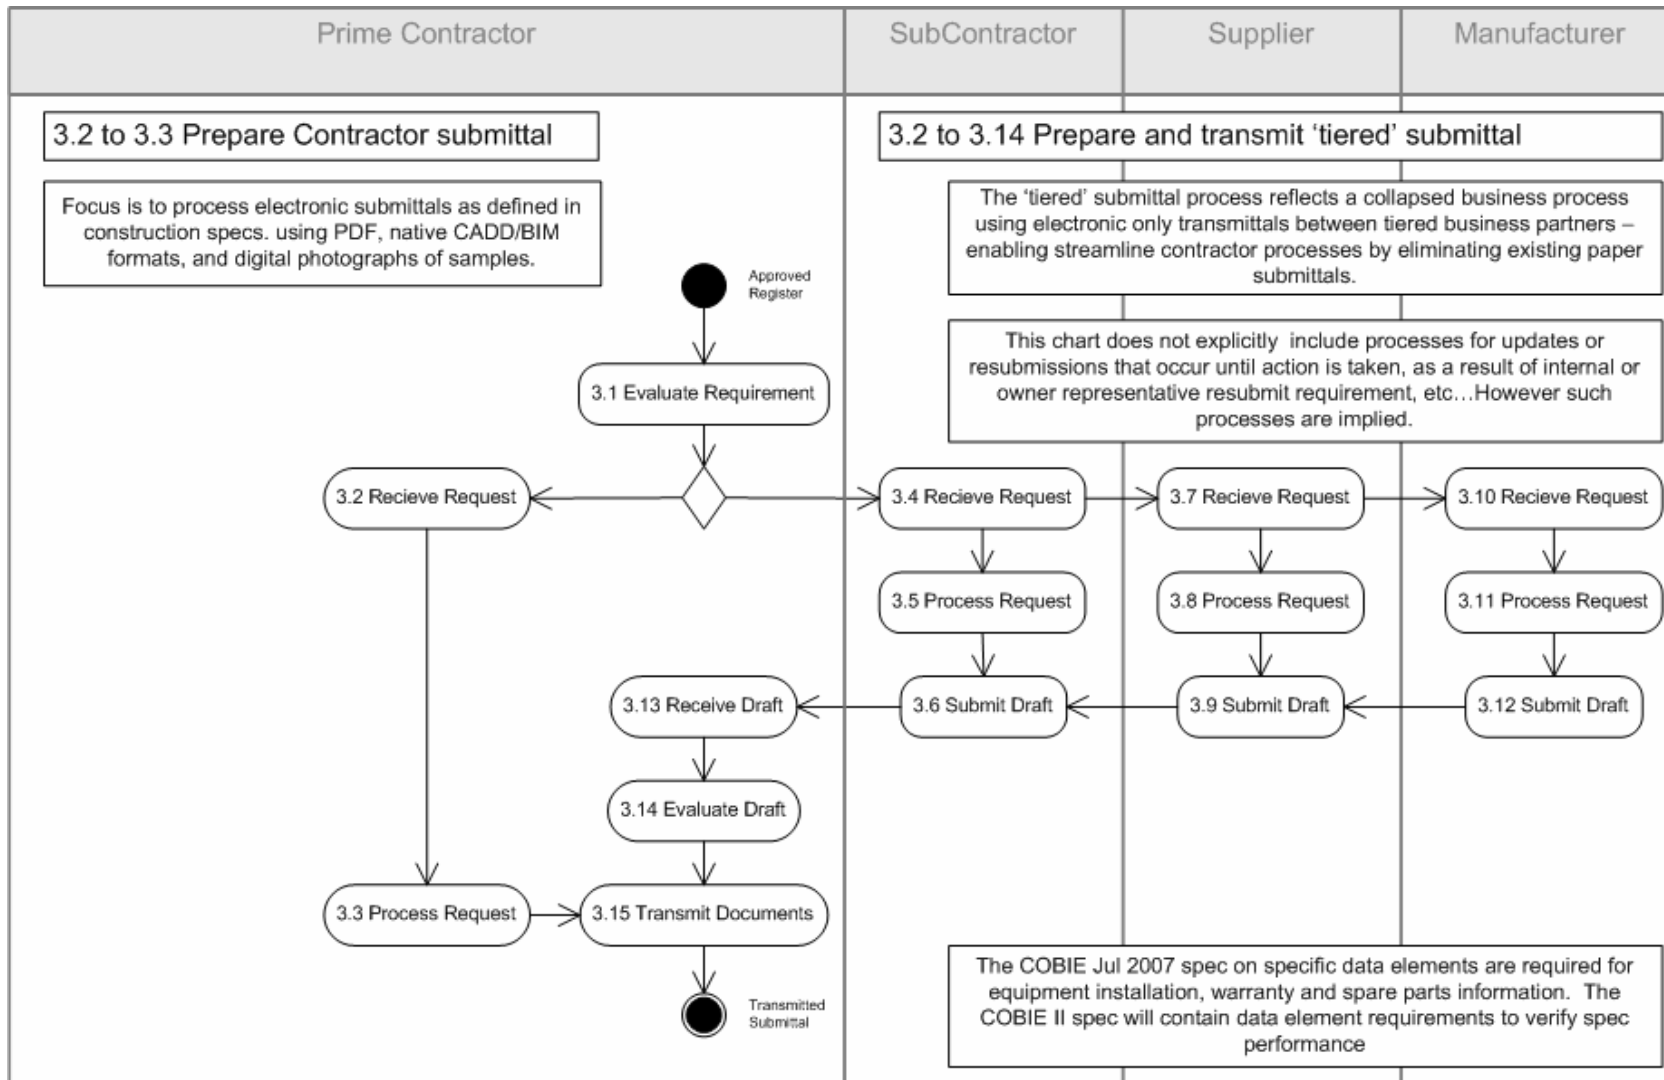 Prime Contractor
SubContractor
Supplier
Manufacturer
3.2 to 3.3 Prepare Contractor submittal
3.2 to 3.14 Prepare and transmit ‘tiered’ submittal
Focus is to process electronic submittals as defined in
construction specs. using PDF, native CADD/BIM
formats, and digital photographs of samples.
The ‘tiered’ submittal process reflects a collapsed business process
using electronic only transmittals between tiered business partners –
enabling streamline contractor processes by eliminating existing paper
submittals.
Approved
Register
This chart does not explicitly include processes for updates or
resubmissions that occur until action is taken, as a result of internal or
owner representative resubmit requirement, etc…However such
processes are implied.
3.1 Evaluate Requirement
3.2 Recieve Request
3.4 Recieve Request
3.7 Recieve Request
3.10 Recieve Request
3.5 Process Request
3.8 Process Request
3.11 Process Request
3.13 Receive Draft
3.6 Submit Draft
3.9 Submit Draft
3.12 Submit Draft
3.14 Evaluate Draft
3.3 Process Request
3.15 Transmit Documents
Transmitted
Submittal
The COBIE Jul 2007 spec on specific data elements are required for
equipment installation, warranty and spare parts information. The
COBIE II spec will contain data element requirements to verify spec
performance